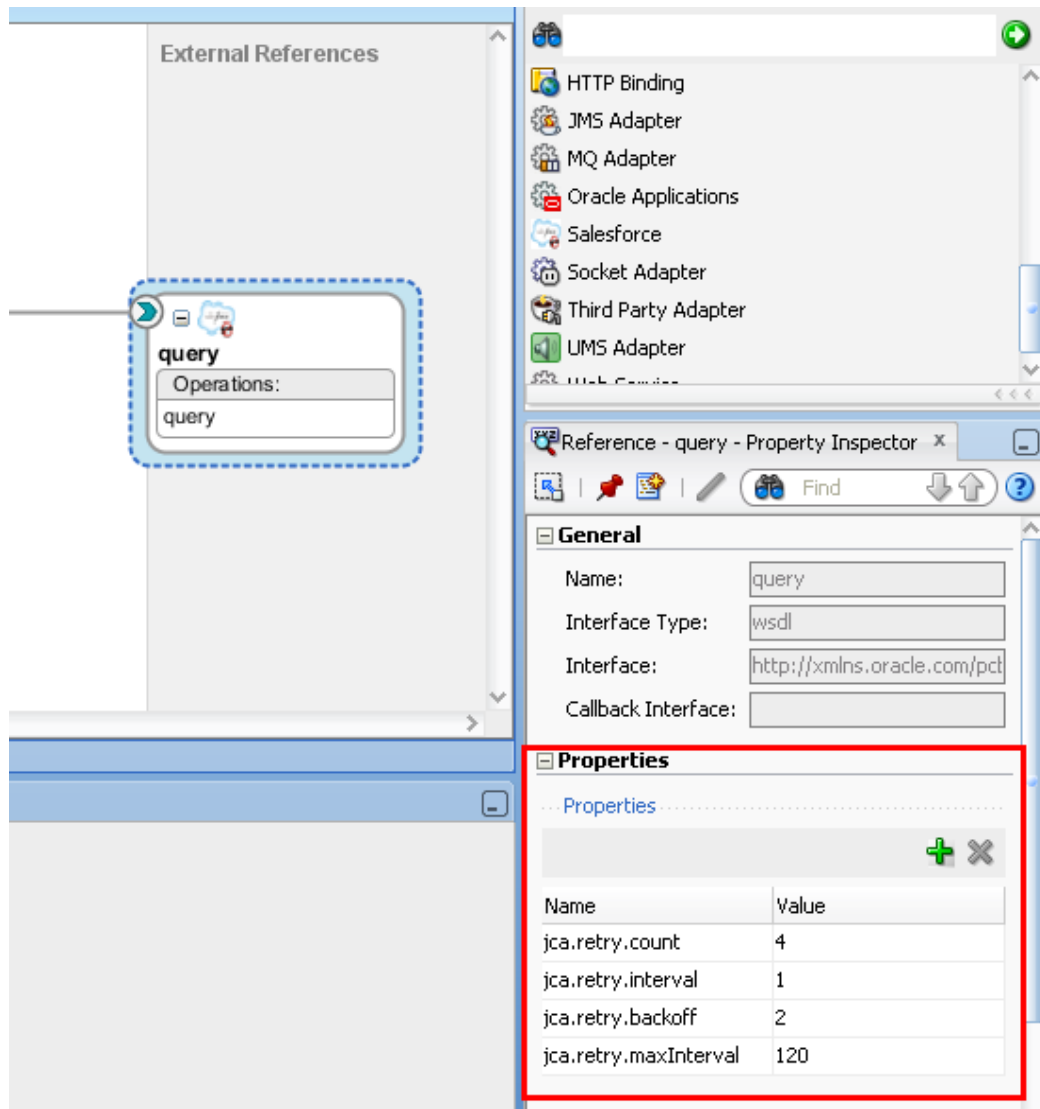 External References
query
Operations:
query
HTTP Binding
JMS Adapter
MQ Adapter
Oracle Applications
Salesforce
Socket Adapter
Third Party Adapter
UMS Adapter
Reference - query - Property Inspector x
Find
General
Name: query
Interface Type: wsdl
Interface: http://xmlns.oracle.com/pct
Callback Interface:
Properties
Properties
Name Value
jca.retry.count 4
jca.retry.interval 1
jca.retry.backoff 2
jca.retry.maxInterval 120